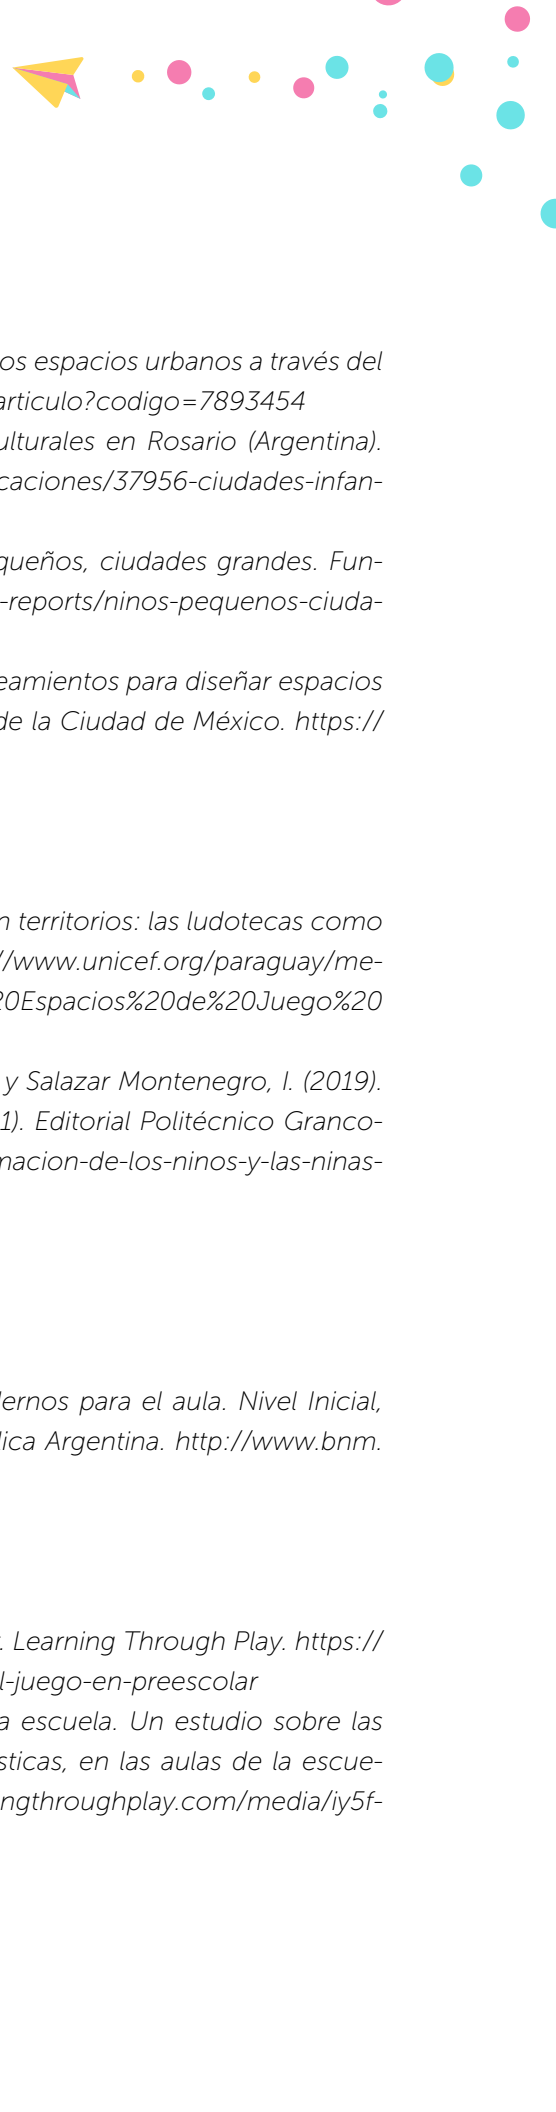 os espacios urbanos a través del
articulo?codigo=7893454
ulturales en Rosario (Argentina).
caciones/37956-ciudades-infan-
queños, ciudades grandes. Fun-
-reports/ninos-pequenos-ciuda-
eamientos para diseñar espacios
de la Ciudad de México. https://
n territorios: las ludotecas como
//www.unicef.org/paraguay/me-
20Espacios%20de%20Juego%20
y Salazar Montenegro, I. (2019).
1). Editorial Politécnico Granco-
macion-de-los-ninos-y-las-ninas-
dernos para el aula. Nivel Inicial,
lica Argentina. http://www.bnm.
. Learning Through Play. https://
l-juego-en-preescolar
a escuela. Un estudio sobre las
sticas, en las aulas de la escue-
ngthroughplay.com/media/iy5f-